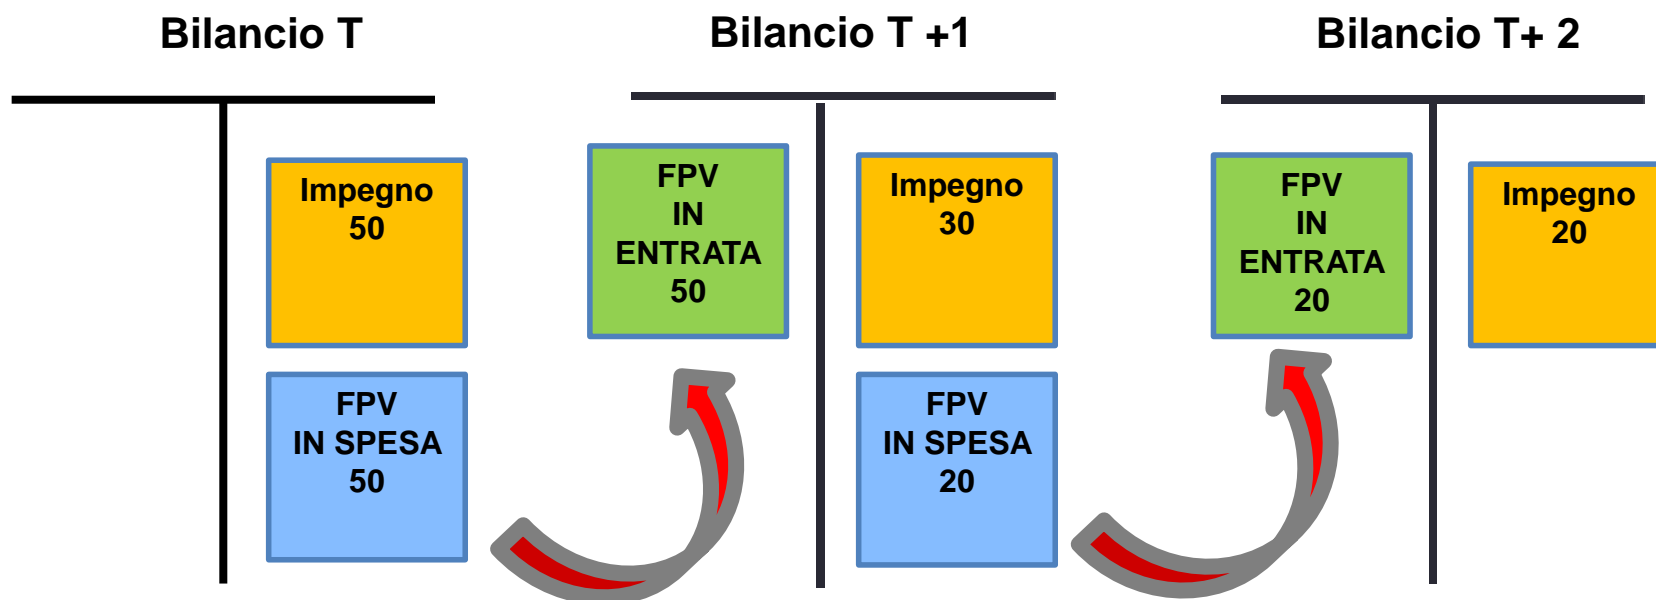 Bilancio T
Bilancio T +1
Bilancio T+ 2
Impegno
50
FPV
IN SPESA
50
FPV
IN
ENTRATA
50
Impegno
30
FPV
IN SPESA
20
FPV
IN
ENTRATA
20
Impegno
20